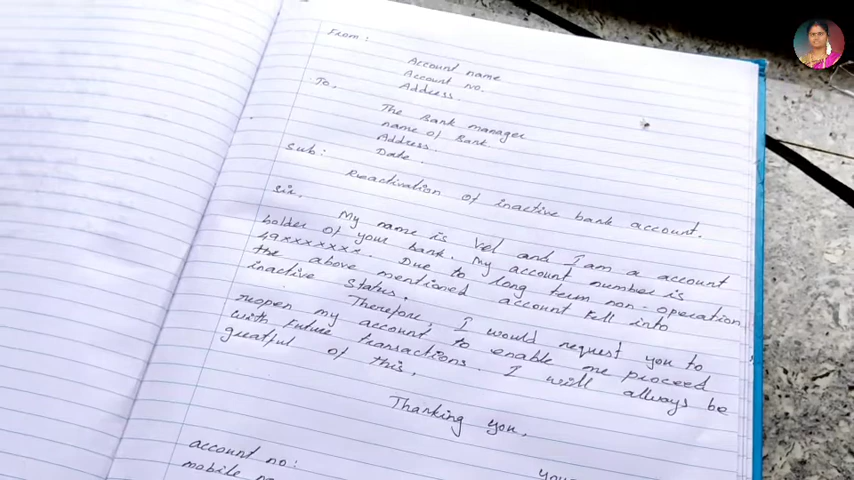 From:
Account name
Account no.
Address.
To,
The Bank manager
name of Bank
Address.
Date.
Sub:
Reactivation of inactive bank account.
Sir,
My name is Vel and I am a account
holder of your bank. My account number is
49xxxxxxx. Due to long term non-operation
the above mentioned account fell into
inactive status.
Therefore, I would request you to
reopen my account to enable me proceed
with future transactions. I will allways be
greatful of this.
Thanking you,
account no:
mobile